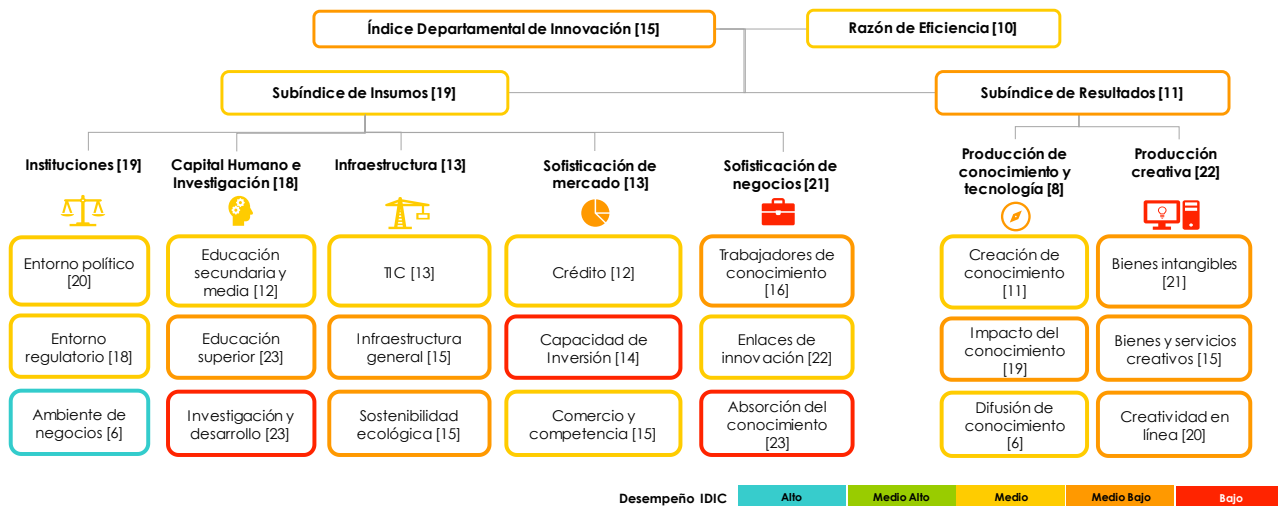 Índice Departamental de Innovación [15]
Razón de Eficiencia [10]
Subíndice de Insumos [19]
Subíndice de Resultados [11]
Instituciones [19]
Capital Humano e
Investigación [18]
Infraestructura [13]
Sofisticación de
mercado [13]
Sofisticación de
negocios [21]
Producción de
conocimiento y
tecnología [8]
Producción
creativa [22]
Entorno político
[20]
Educación
secundaria y
media [12]
TIC [13]
Crédito [12]
Trabajadores de
conocimiento
[16]
Creación de
conocimiento
[11]
Bienes intangibles
[21]
Entorno
regulatorio [18]
Educación
superior [23]
Infraestructura
general [15]
Capacidad de
Inversión [14]
Enlaces de
innovación [22]
Impacto del
conocimiento
[19]
Bienes y servicios
creativos [15]
Ambiente de
negocios [6]
Investigación y
desarrollo [23]
Sostenibilidad
ecológica [15]
Comercio y
competencia [15]
Absorción del
conocimiento
[23]
Difusión de
conocimiento
[6]
Creatividad en
línea [20]
Desempeño IDIC
Alto
Medio Alto
Medio
Medio Bajo
Bajo